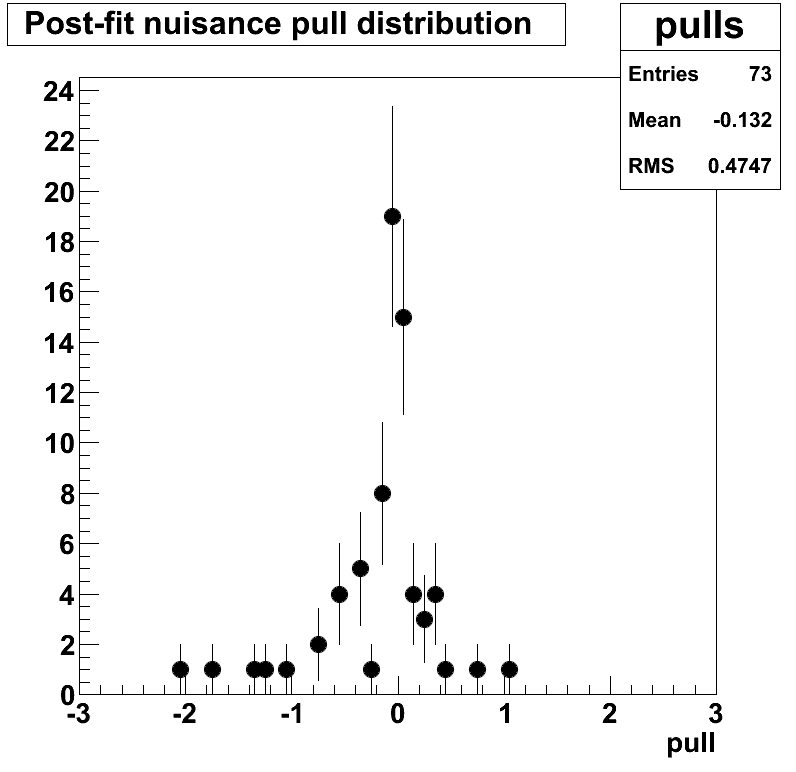 Post-fit nuisance pull distribution
pulls
Entries 73
Mean -0.132
RMS 0.4747
24
22
20
18
16
14
12
10
8
6
4
2
0
-3 -2 -1 0 1 2 3
pull